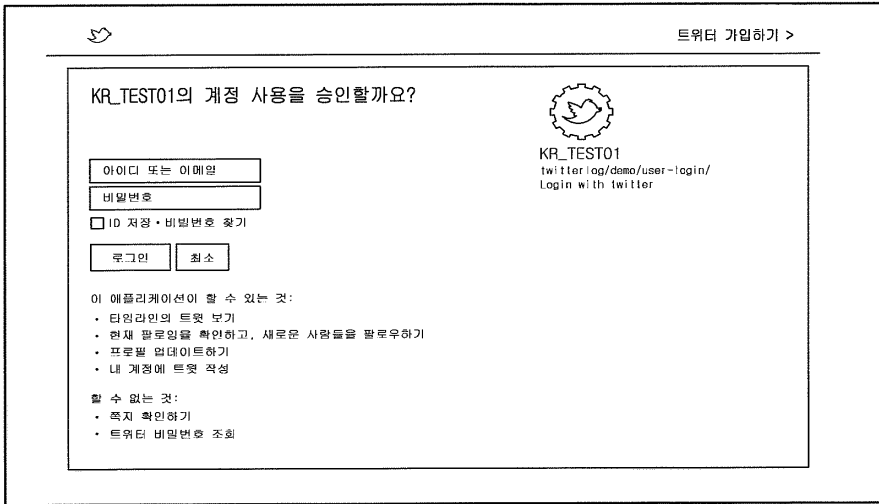 트위터 가입하기 >
KR_TEST01의 계정 사용을 승인할까요?
KR_TEST01
twitterlog/demo/user-login/
Login with twitter
아이디 또는 이메일
비밀번호
ID 저장·비빌번호 찾기
로그인 최소
이 애플리케이션이 할 수 있는 것:
• 타임라인의 트윗 보기
• 현재 팔로잉을 확인하고, 새로운 사람들을 팔로우하기
• 프로필 업데이트하기
• 내 계정에 트윗 작성
할 수 없는 것:
• 쪽지 확인하기
• 트위터 비밀번호 조회